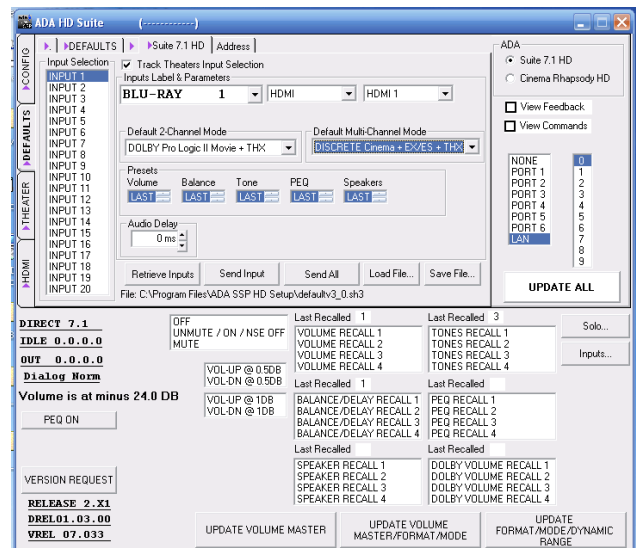 ADA HD Suite (------------)
CONFIG
DEFAULTS
THEATER
HDMI
DEFAULTS
Suite 7.1 HD
Address
Input Selection
INPUT 1
INPUT 2
INPUT 3
INPUT 4
INPUT 5
INPUT 6
INPUT 7
INPUT 8
INPUT 9
INPUT 10
INPUT 11
INPUT 12
INPUT 13
INPUT 14
INPUT 15
INPUT 16
INPUT 17
INPUT 18
INPUT 19
INPUT 20
Track Theaters Input Selection
Inputs Label & Parameters
BLU-RAY 1
HDMI
HDMI 1
Default 2-Channel Mode
DOLBY Pro Logic II Movie + THX
Default Multi-Channel Mode
DISCRETE Cinema + EX/ES + THX
Presets
Volume Balance Tone PEQ Speakers
LAST LAST LAST LAST LAST
Audio Delay
0 ms
Retrieve Inputs
Send Input
Send All
Load File...
Save File...
File: C:\Program Files\ADA SSP HD Setup\defaultv3_0.sh3
ADA
Suite 7.1 HD
Cinema Rhapsody HD
View Feedback
View Commands
NONE
PORT 1
PORT 2
PORT 3
PORT 4
PORT 5
PORT 6
LAN
0
1
2
3
4
5
6
7
8
9
UPDATE ALL
DIRECT 7.1
IDLE 0.0.0.0
OUT 0.0.0.0
Dialog Norm
Volume is at minus 24.0 DB
PEQ ON
VERSION REQUEST
RELEASE 2.X1
DREL01.03.00
VREL 07.033
OFF
UNMUTE / ON / NSE OFF
MUTE
VOL-UP @ 0.5DB
VOL-DN @ 0.5DB
VOL-UP @ 1DB
VOL-DN @ 1DB
Last Recalled 1
VOLUME RECALL 1
VOLUME RECALL 2
VOLUME RECALL 3
VOLUME RECALL 4
Last Recalled 3
TONES RECALL 1
TONES RECALL 2
TONES RECALL 3
TONES RECALL 4
Last Recalled 1
BALANCE/DELAY RECALL 1
BALANCE/DELAY RECALL 2
BALANCE/DELAY RECALL 3
BALANCE/DELAY RECALL 4
Last Recalled
PEQ RECALL 1
PEQ RECALL 2
PEQ RECALL 3
PEQ RECALL 4
Last Recalled
SPEAKER RECALL 1
SPEAKER RECALL 2
SPEAKER RECALL 3
SPEAKER RECALL 4
Last Recalled
DOLBY VOLUME RECALL 1
DOLBY VOLUME RECALL 2
DOLBY VOLUME RECALL 3
DOLBY VOLUME RECALL 4
Solo...
Inputs...
UPDATE VOLUME MASTER
UPDATE VOLUME
MASTER/FORMAT/MODE
UPDATE
FORMAT/MODE/DYNAMIC
RANGE